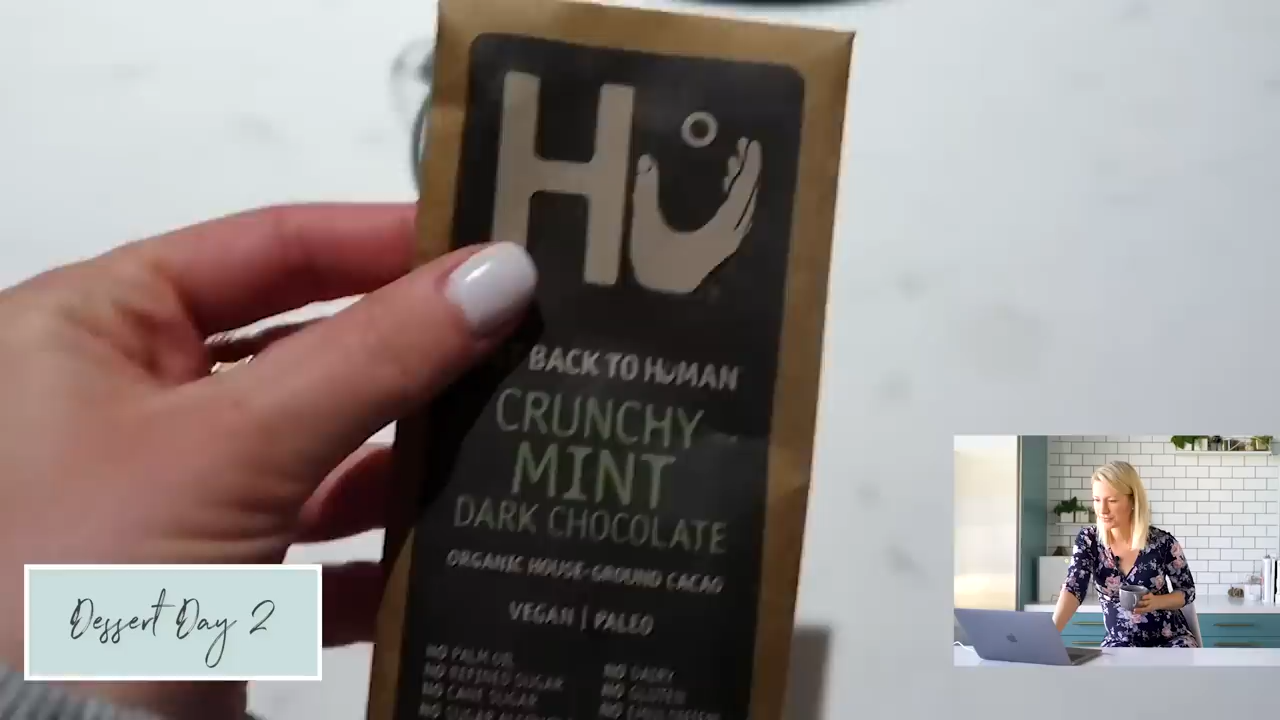 Hu
BACK TO HUMAN
CRUNCHY
MINT
DARK CHOCOLATE
ORGANIC HOUSE-GROUND CACAO
VEGAN | PALEO
NO PALM OIL
NO DAIRY
NO REFINED SUGAR
NO GLUTEN
NO CANE SUGAR
Dessert Day 2